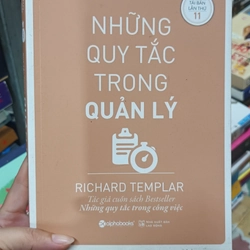 TÁI BẢN LẦN THỨ
11
NHỮNG
QUY TẮC
TRONG
QUẢN LÝ
RICHARD TEMPLAR
Tác giả cuốn sách Bestseller
Những quy tắc trong công việc
alphabooks